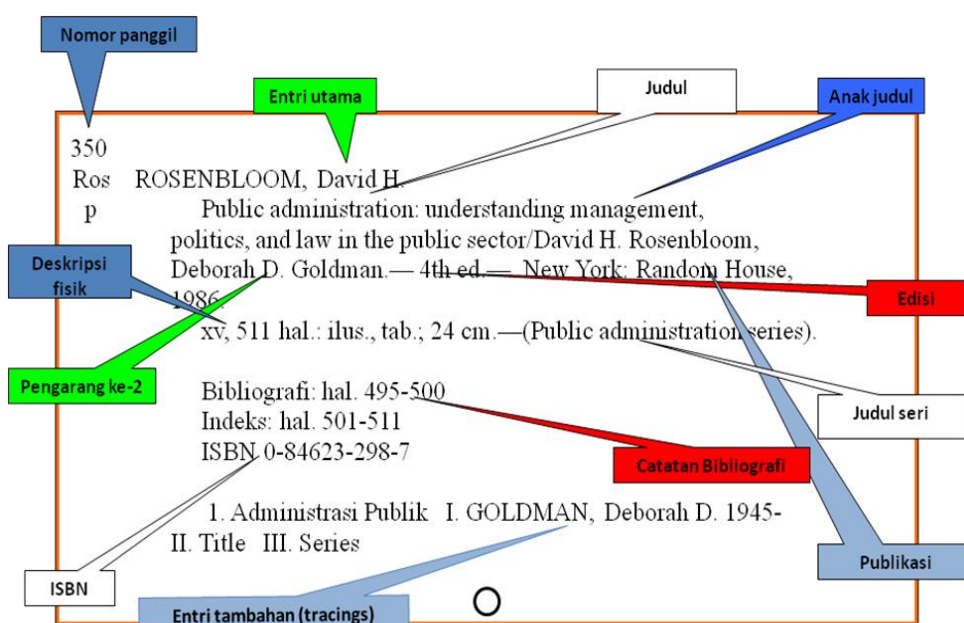 Nomor panggil
Entri utama
Judul
Anak judul
350
Ros ROSENBLOOM, David H.
p
Public administration: understanding management,
politics, and law in the public sector/David H. Rosenbloom,
Deborah D. Goldman.— 4th ed.— New York: Random House,
1986.
xv, 511 hal.: ilus., tab.; 24 cm.—(Public administration series).
Deskripsi
fisik
Edisi
Pengarang ke-2
Bibliografi: hal. 495-500
Indeks: hal. 501-511
ISBN 0-84623-298-7
Judul seri
Catatan Bibliografi
1. Administrasi Publik I. GOLDMAN, Deborah D. 1945-
II. Title III. Series
Publikasi
ISBN
Entri tambahan (tracings)